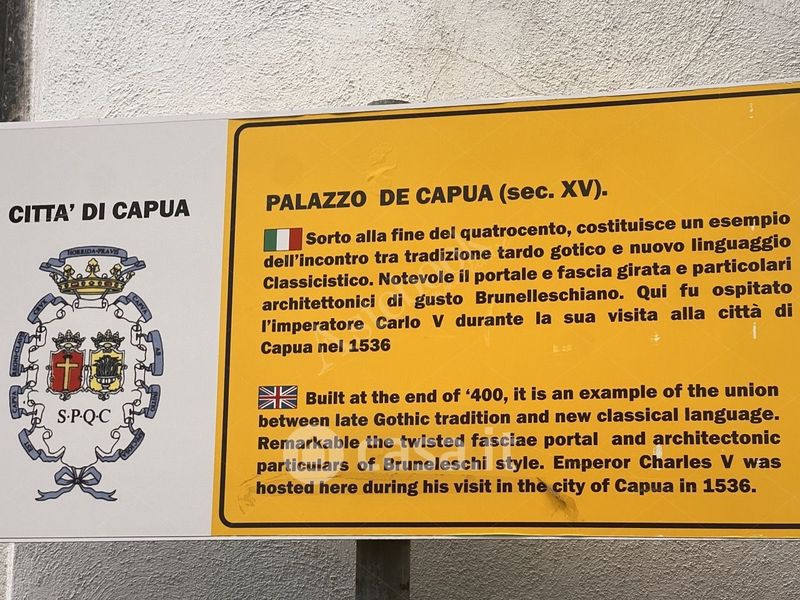 CITTA' DI CAPUA
HORRIDA·PRAVIS
S·P·Q·C
PALAZZO DE CAPUA (sec. XV).
Sorto alla fine del quatrocento, costituisce un esempio
dell'incontro tra tradizione tardo gotico e nuovo linguaggio
Classicistico. Notevole il portale e fascia girata e particolari
architettonici di gusto Brunelleschiano. Qui fu ospitato
l'imperatore Carlo V durante la sua visita alla città di
Capua nel 1536
Built at the end of '400, it is an example of the union
between late Gothic tradition and new classical language.
Remarkable the twisted fasciae portal and architectonic
particulars of Bruneleschi style. Emperor Charles V was
hosted here during his visit in the city of Capua in 1536.
casa.it